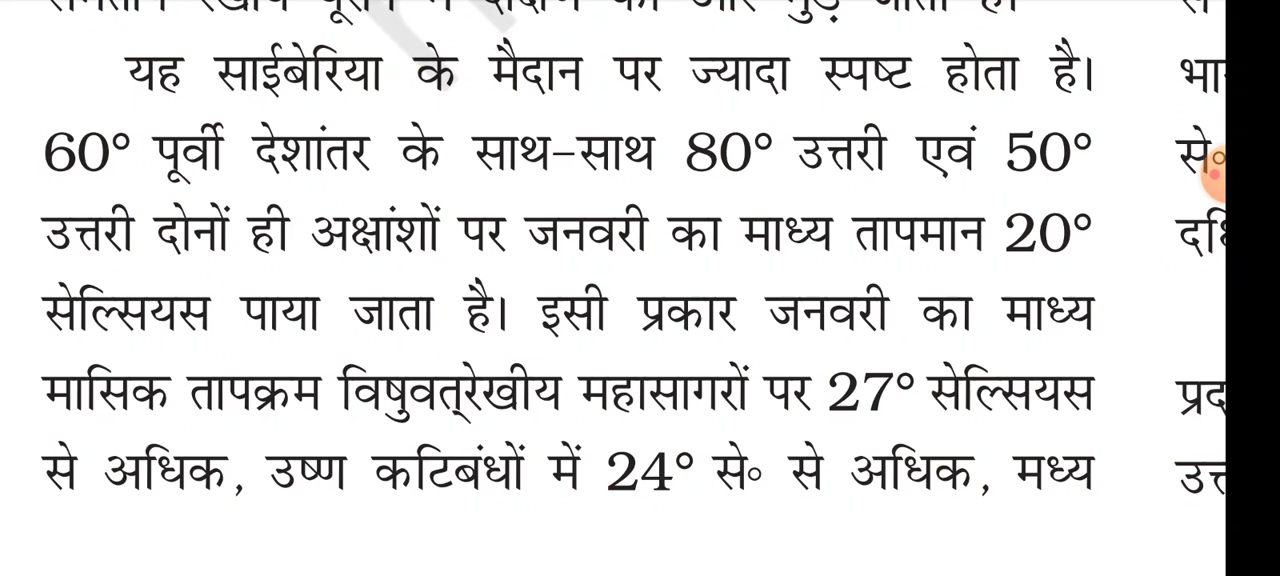 यह साईबेरिया के मैदान पर ज्यादा स्पष्ट होता है।
60° पूर्वी देशांतर के साथ-साथ 80° उत्तरी एवं 50°
उत्तरी दोनों ही अक्षांशों पर जनवरी का माध्य तापमान 20°
सेल्सियस पाया जाता है। इसी प्रकार जनवरी का माध्य
मासिक तापक्रम विषुवत्रेखीय महासागरों पर 27° सेल्सियस
से अधिक, उष्ण कटिबंधों में 24° से॰ से अधिक, मध्य
से॰